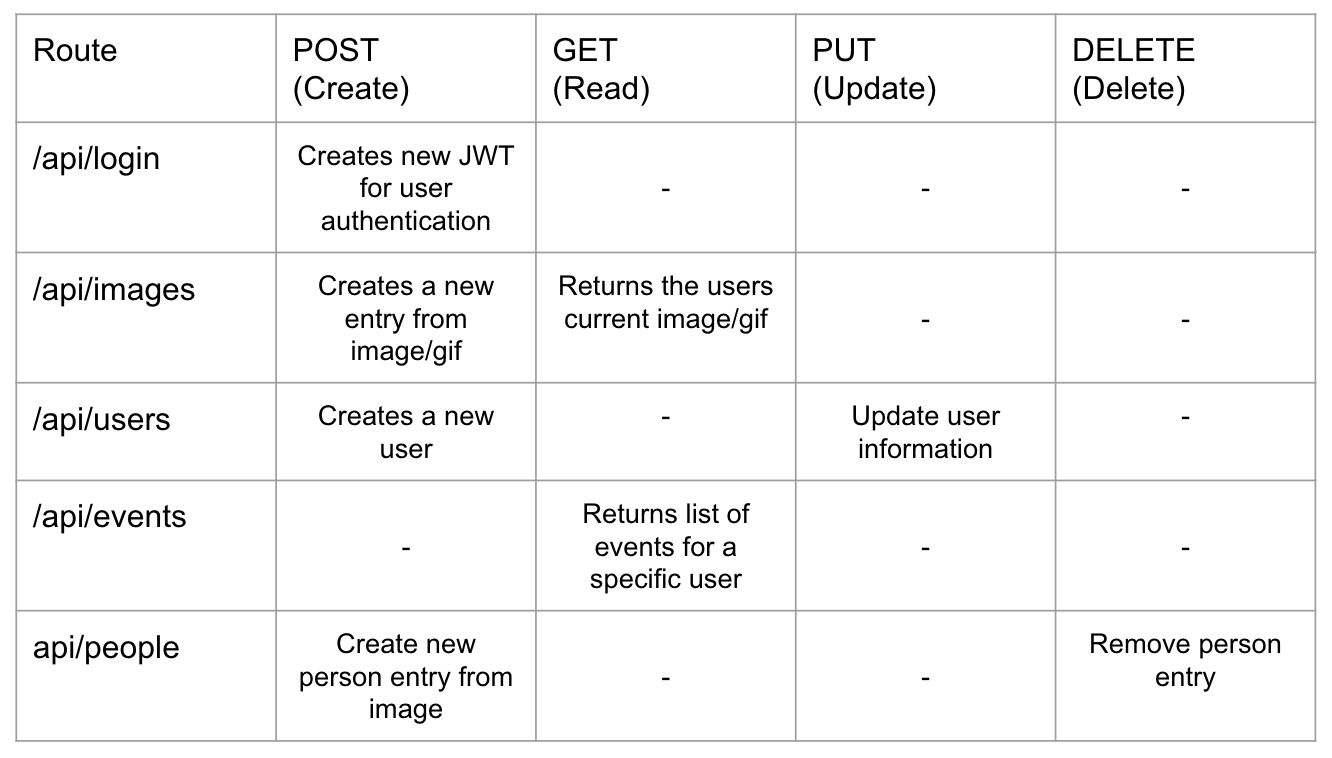 Route
POST
(Create)
GET
(Read)
PUT
(Update)
DELETE
(Delete)
/api/login
Creates new JWT
for user
authentication
-
-
-
/api/images
Creates a new
entry from
image/gif
Returns the users
current image/gif
-
-
/api/users
Creates a new
user
-
Update user
information
-
/api/events
-
Returns list of
events for a
specific user
-
-
api/people
Create new
person entry from
image
-
-
Remove person
entry